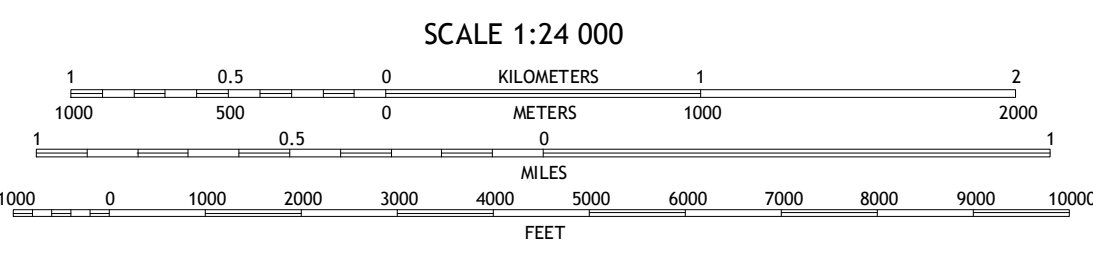 SCALE 1:24 000
1 0.5 0 KILOMETERS 1 2
1000 500 0 METERS 1000 2000
1 0.5 0 1
MILES
1000 0 1000 2000 3000 4000 5000 6000 7000 8000 9000 10000
FEET